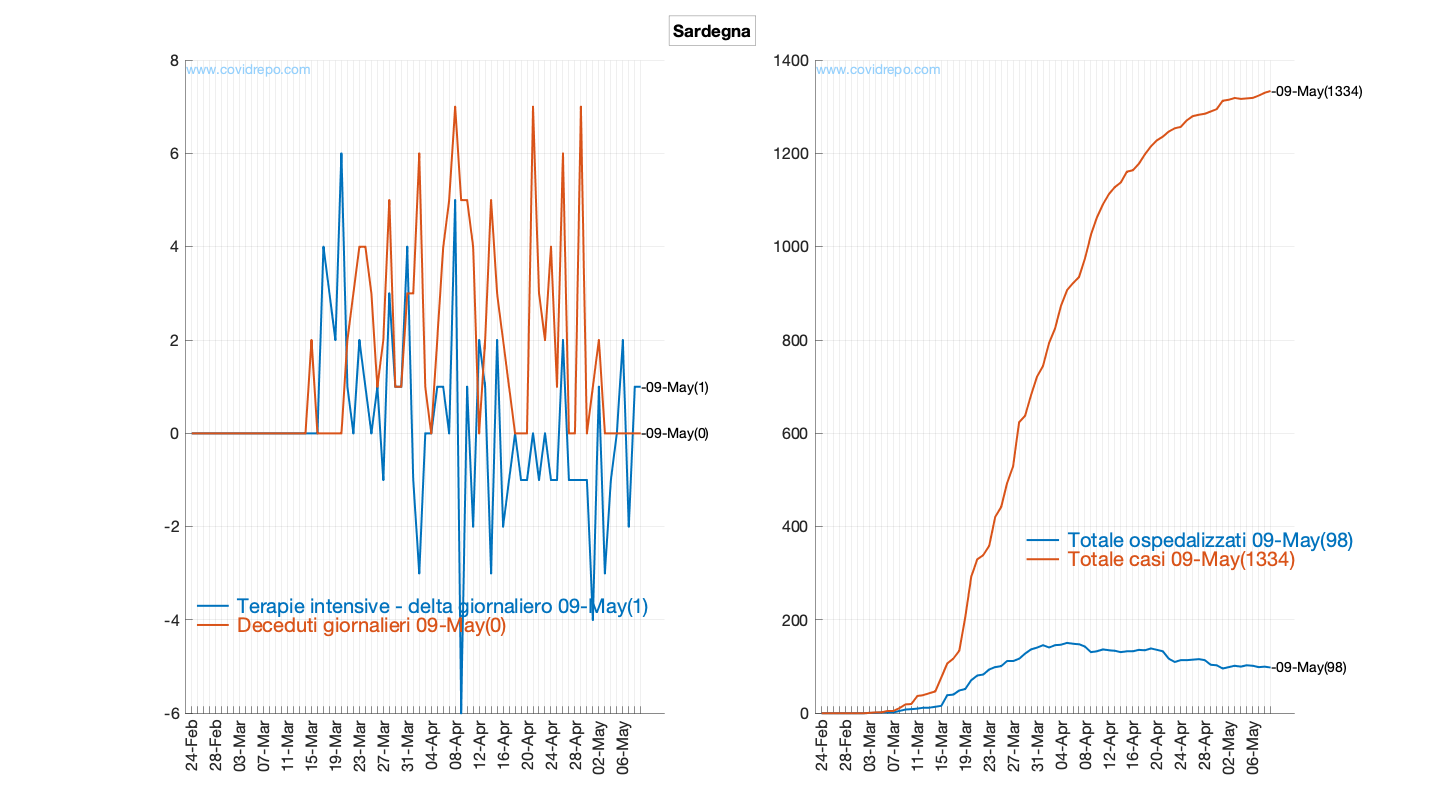 Sardegna
www.covidrepo.com
8
6
4
2
0
-2
-4
-6
-09-May(1)
-09-May(0)
Terapie intensive - delta giornaliero 09-May(1)
Deceduti giornalieri 09-May(0)
24-Feb
28-Feb
03-Mar
07-Mar
11-Mar
15-Mar
19-Mar
23-Mar
27-Mar
31-Mar
04-Apr
08-Apr
12-Apr
16-Apr
20-Apr
24-Apr
28-Apr
02-May
06-May
www.covidrepo.com
1400
1200
1000
800
600
400
200
0
-09-May(1334)
Totale ospedalizzati 09-May(98)
Totale casi 09-May(1334)
-09-May(98)
24-Feb
28-Feb
03-Mar
07-Mar
11-Mar
15-Mar
19-Mar
23-Mar
27-Mar
31-Mar
04-Apr
08-Apr
12-Apr
16-Apr
20-Apr
24-Apr
28-Apr
02-May
06-May